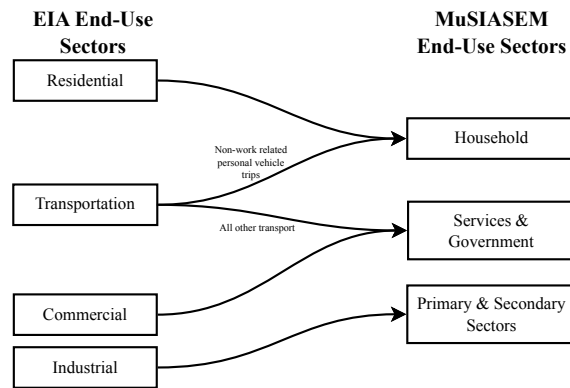 EIA End-Use
Sectors
MuSIASEM
End-Use Sectors
Residential
Non-work related
personal vehicle
trips
Household
Transportation
All other transport
Services &
Government
Commercial
Primary & Secondary
Sectors
Industrial